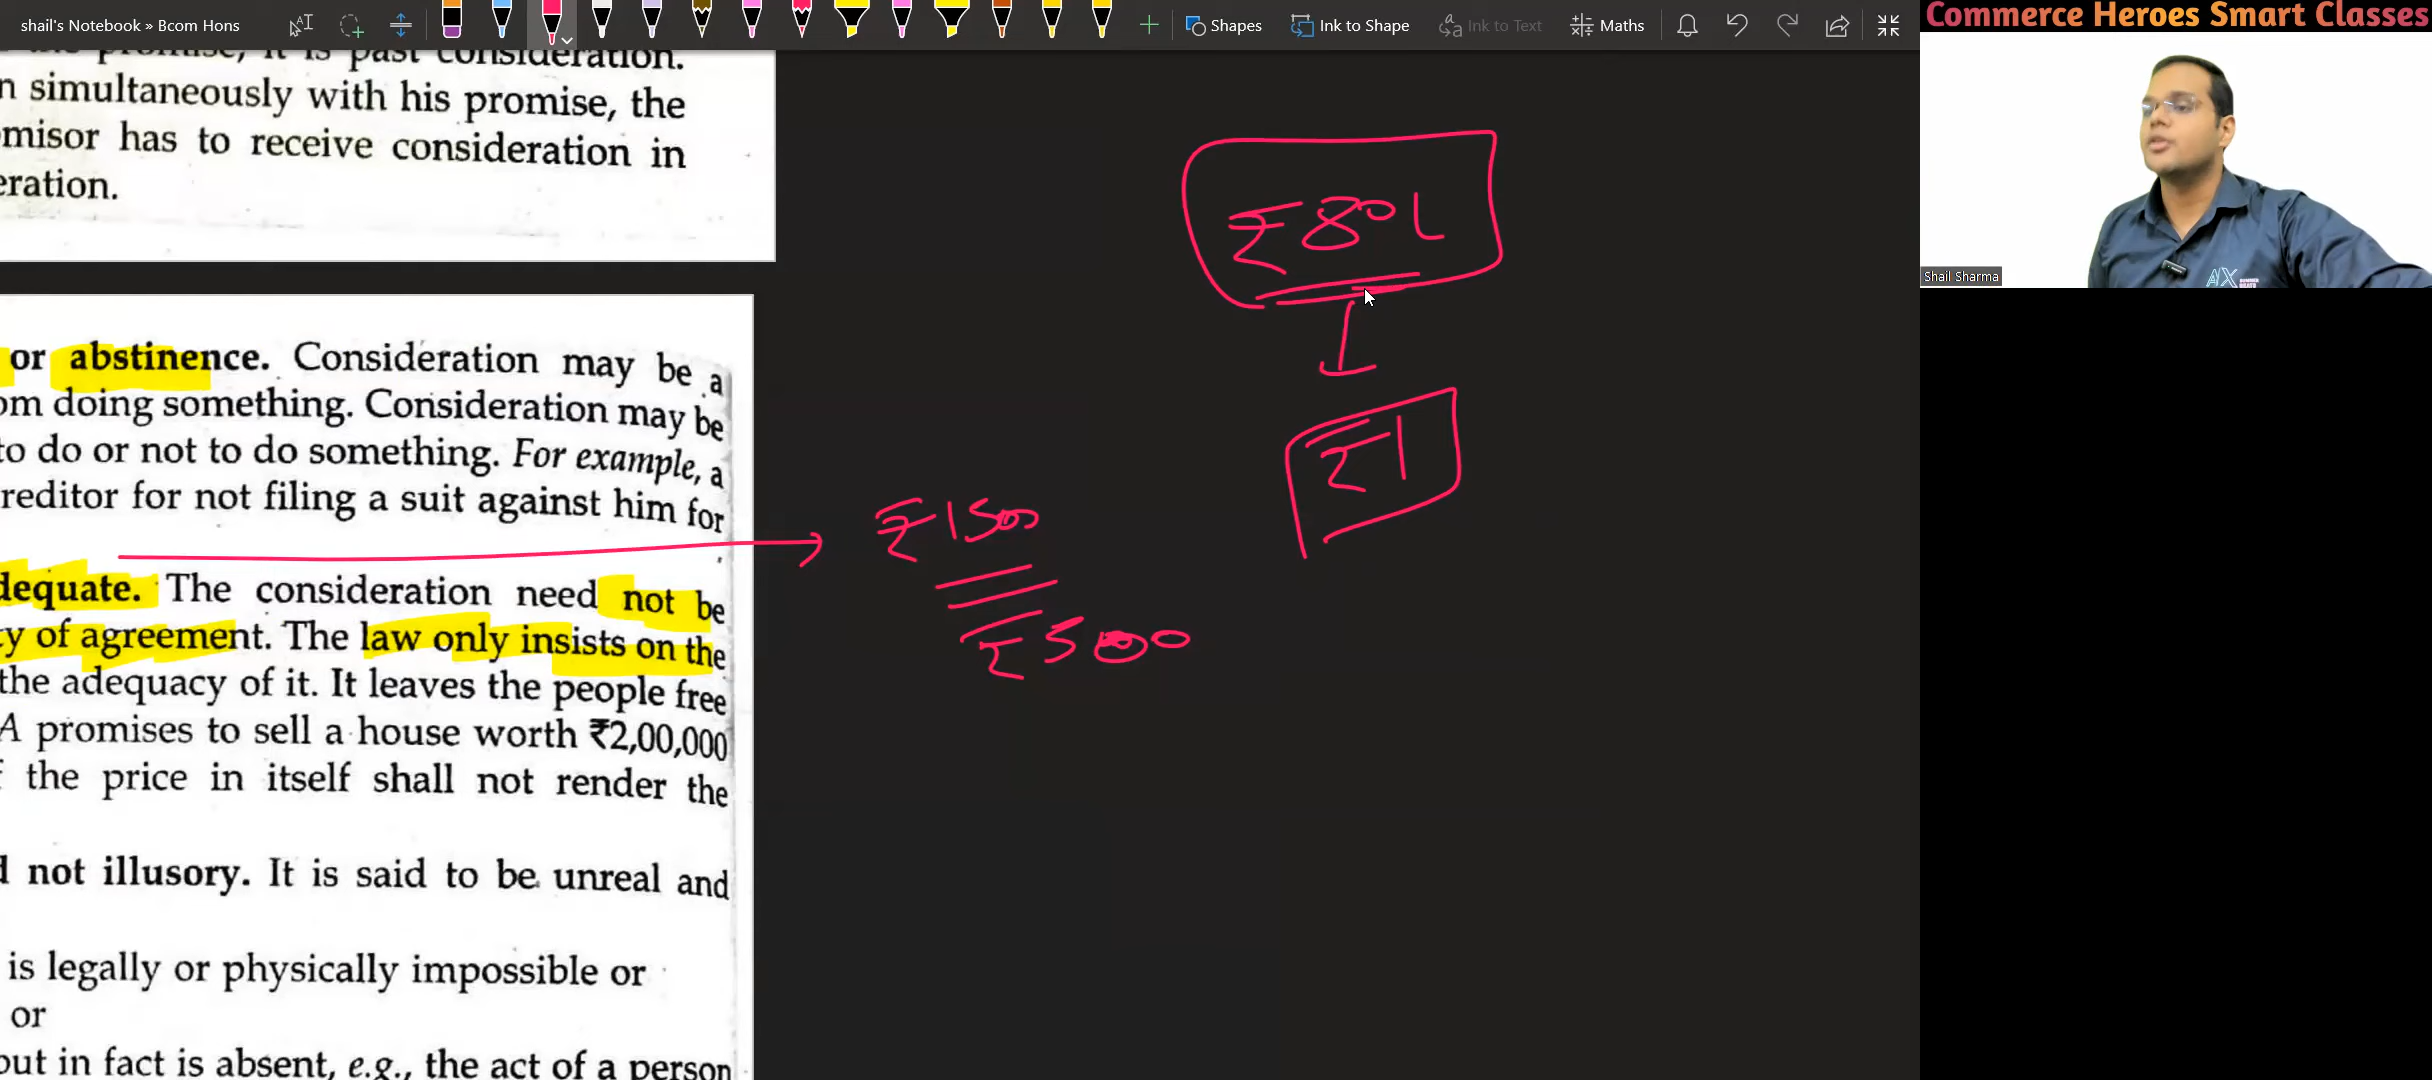 shail's Notebook » Bcom Hons
Shapes
Ink to Shape
Ink to Text
Maths
Commerce Heroes Smart Classes
Shail Sharma
it is past consideration.
n simultaneously with his promise, the
misor has to receive consideration in
eration.
or abstinence. Consideration may be a
om doing something. Consideration may be
to do or not to do something. For example, a
reditor for not filing a suit against him for
dequate. The consideration need not be
y of agreement. The law only insists on the
the adequacy of it. It leaves the people free
A promises to sell a house worth ₹2,00,000
the price in itself shall not render the
not illusory. It is said to be unreal and
is legally or physically impossible or
or
but in fact is absent, e.g., the act of a person
₹80L
₹1
₹1500
₹5000